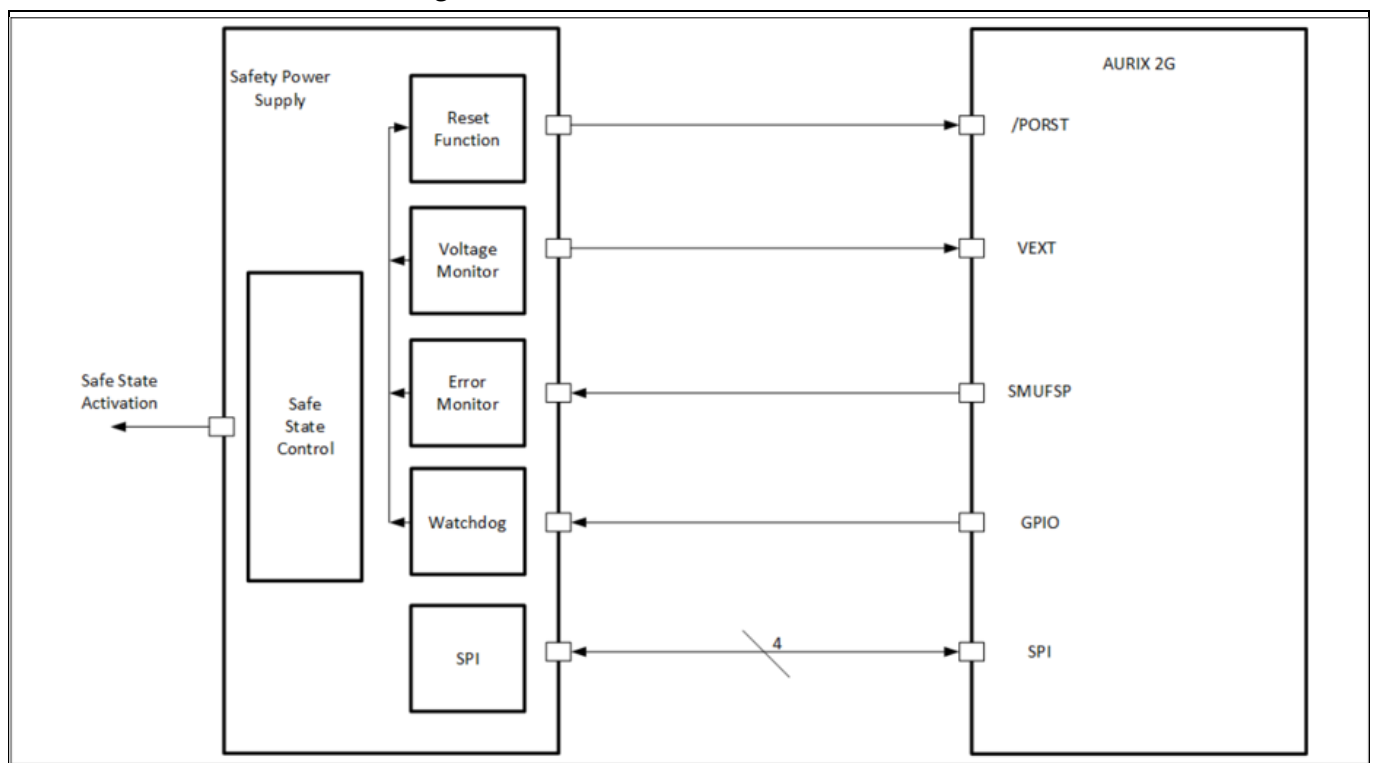 Safety Power
Supply
Reset
Function
Voltage
Monitor
Error
Monitor
Watchdog
SPI
Safe
State
Control
Safe State
Activation
4
AURIX 2G
/PORST
VEXT
SMUFSP
GPIO
SPI